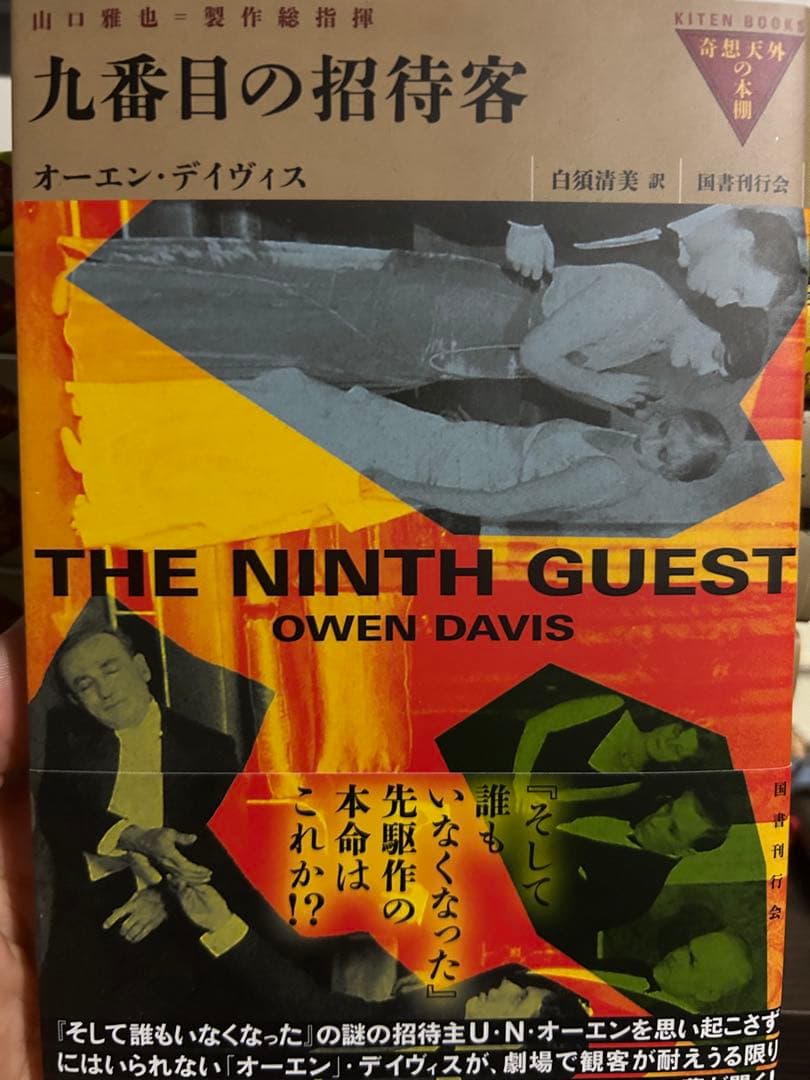 山口雅也=製作総指揮
KITEN BOOKS
奇想天外の本棚
九番目の招待客
オーエン・デイヴィス
白須清美 訳
国書刊行会
THE NINTH GUEST
OWEN DAVIS
『そして
誰も
いなくなった』
先駆作の
本命は
これか!?
国書刊行会
『そして誰もいなくなった』の謎の招待主U・N・オーエンを思い起こさず
にはいられない「オーエン」・デイヴィスが、劇場で観客が耐えうる限り